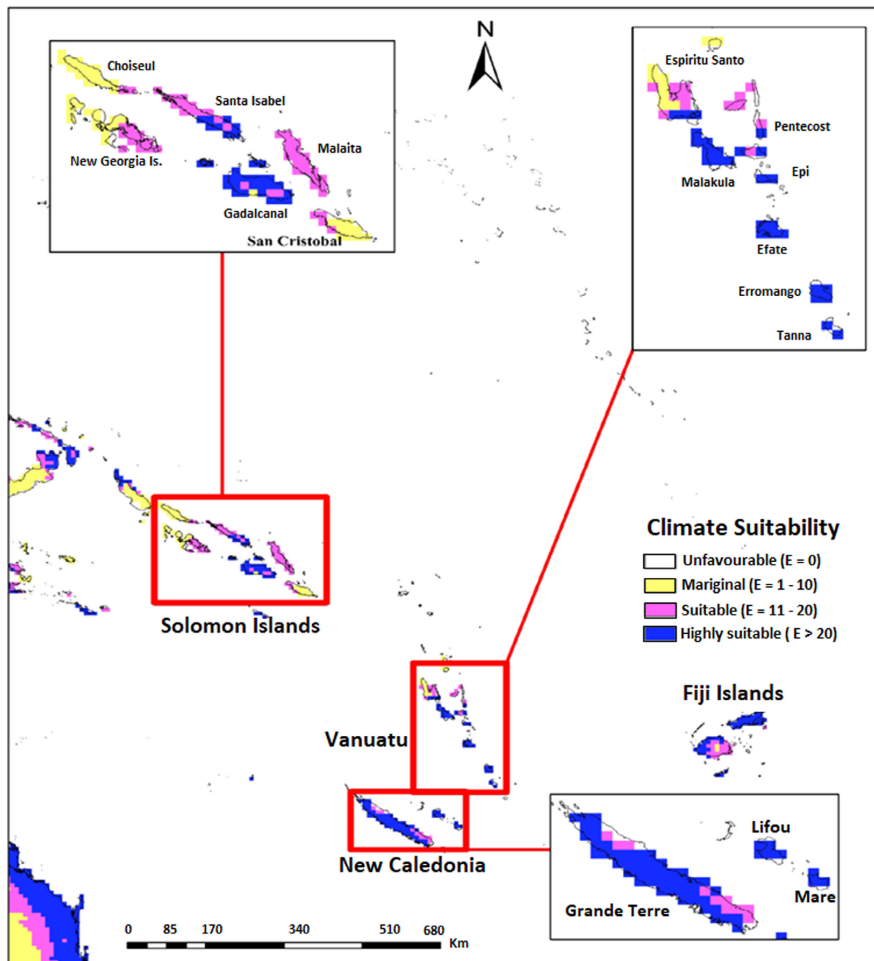 N
Choiseul
Santa Isabel
Malaita
New Georgia Is.
Gadalcanal
San Cristobal
Espiritu Santo
Pentecost
Malakula
Epi
Efate
Erromango
Tanna
Climate Suitability
Unfavourable (E = 0)
Mariginal (E = 1 - 10)
Suitable (E = 11 - 20)
Highly suitable ( E > 20)
Solomon Islands
Fiji Islands
Vanuatu
New Caledonia
Lifou
Mare
Grande Terre
0 85 170 340 510 680
Km